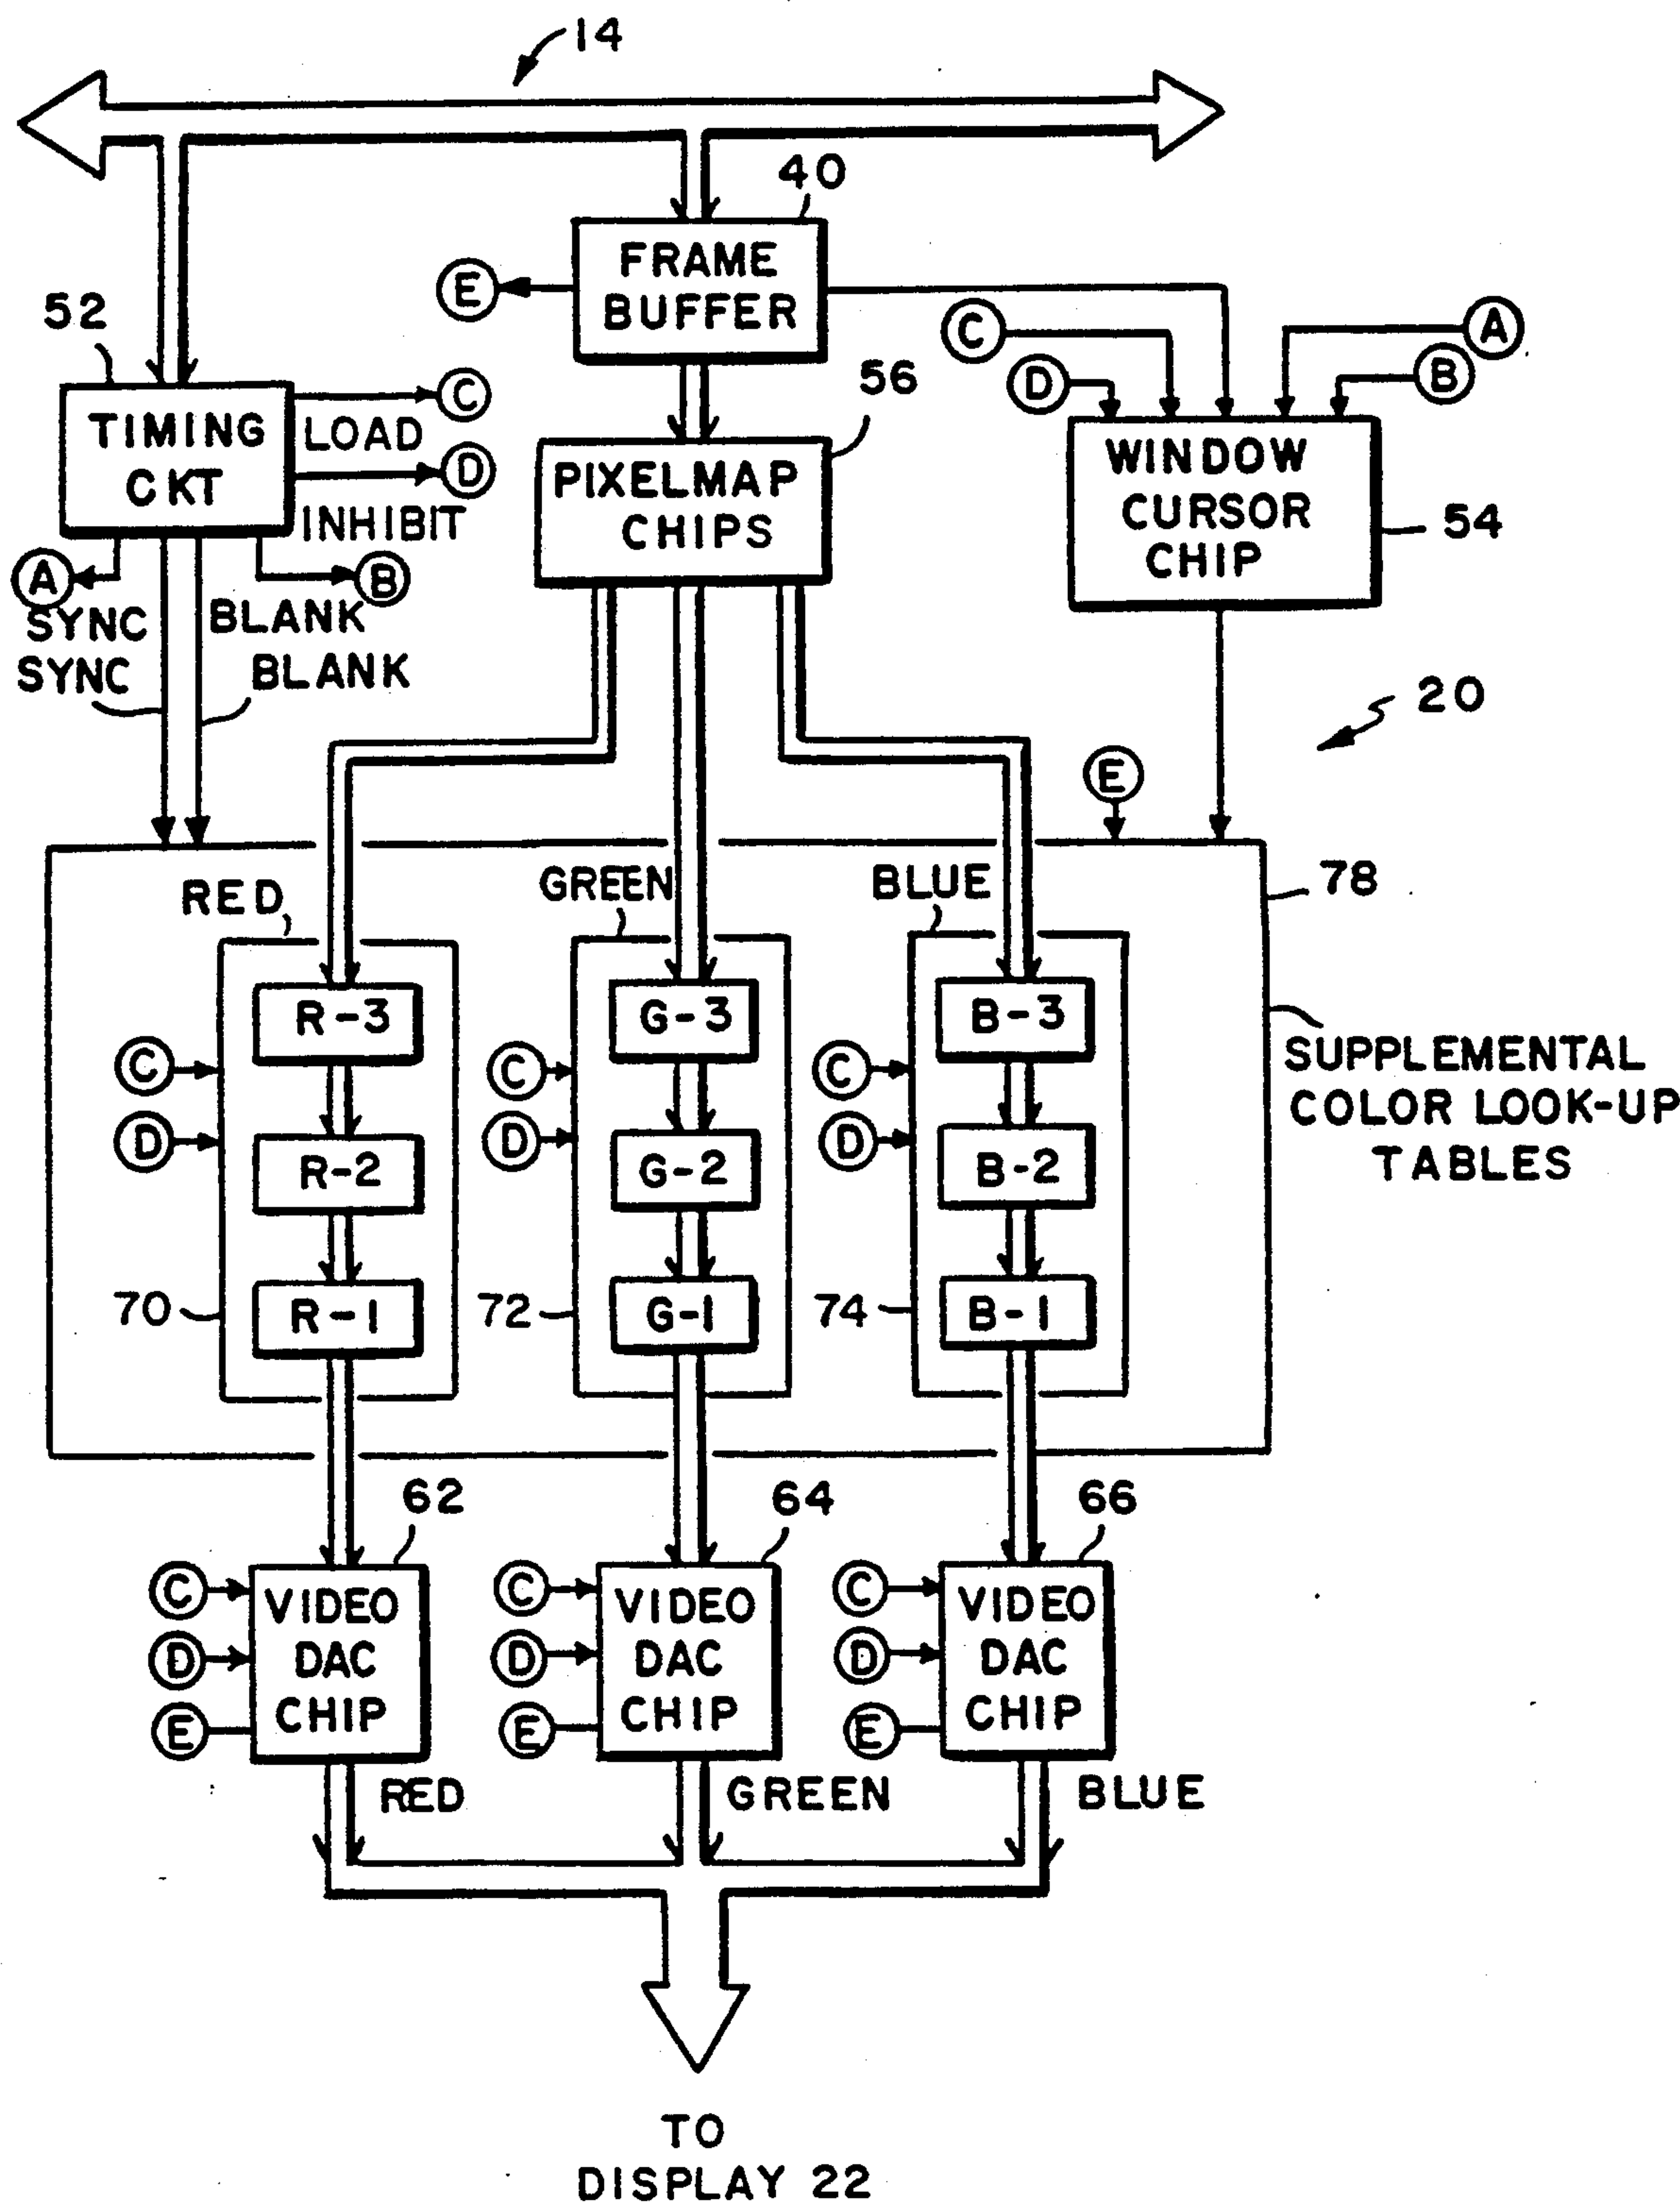 14
40
FRAME
BUFFER
E
52
C
A
D
B
56
TIMING
CKT
C
LOAD
D
INHIBIT
PIXELMAP
CHIPS
WINDOW
CURSOR
CHIP
54
A
B
SYNC
BLANK
SYNC
BLANK
20
E
78
RED
GREEN
BLUE
R-3
G-3
B-3
C
C
C
SUPPLEMENTAL
COLOR LOOK-UP
TABLES
D
D
D
R-2
G-2
B-2
70
R-1
72
G-1
74
B-1
62
64
66
C
D
E
VIDEO
DAC
CHIP
C
D
E
VIDEO
DAC
CHIP
C
D
E
VIDEO
DAC
CHIP
RED
GREEN
BLUE
TO
DISPLAY 22